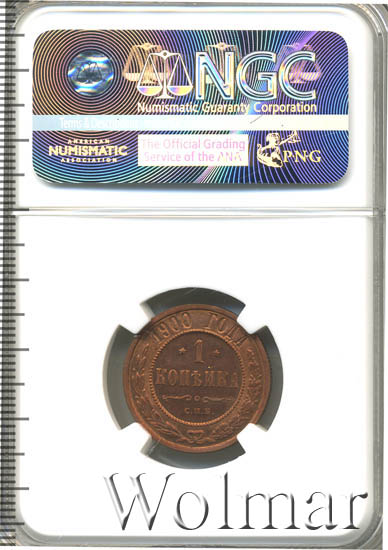 NGC
Numismatic Guaranty Corporation
AMERICAN
NUMISMATIC
ASSOCIATION
The Official Grading
Service of the ANA
PNG
1900 ГОДА
1
КОПѢЙКА
С.П.Б.
Wolmar